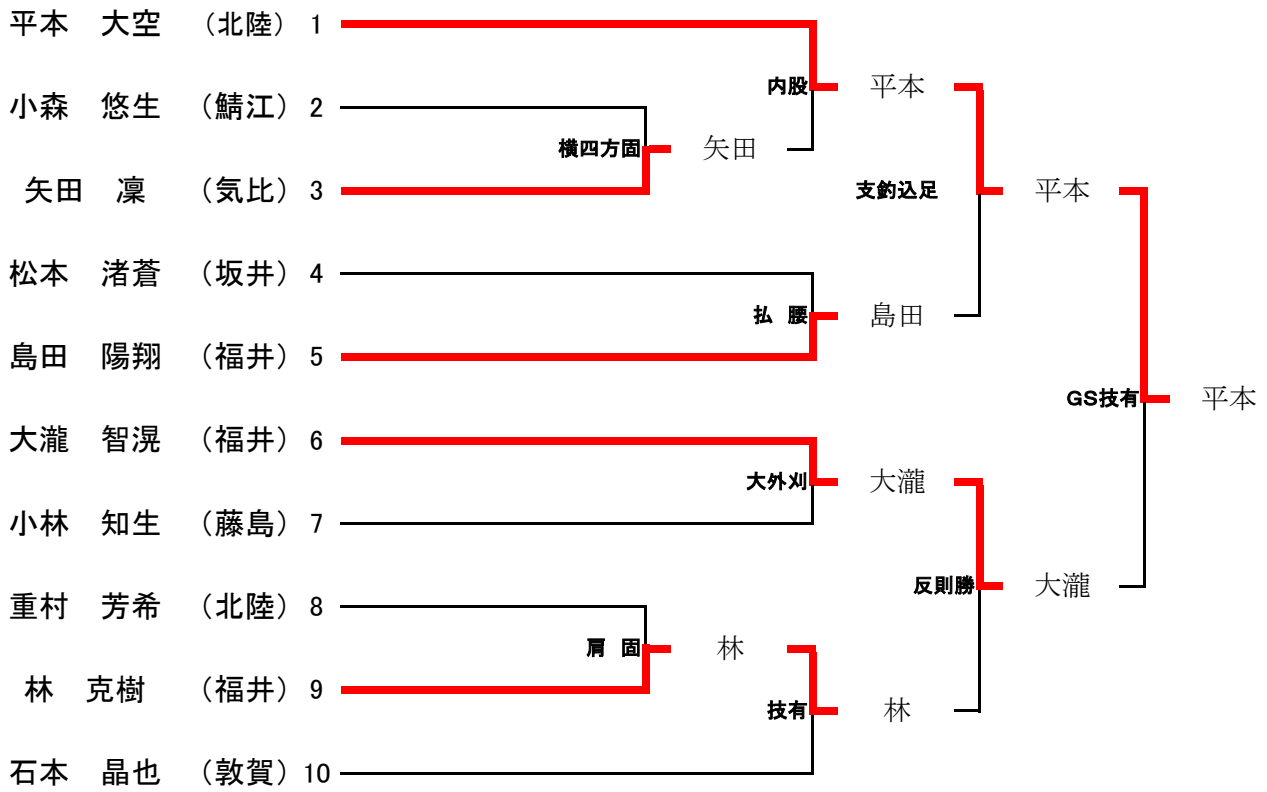 平本　大空　（北陸）　1
内股　平本
小森　悠生　（鯖江）　2
横四方固　矢田
矢田　凜　（気比）　3
支釣込足　平本
松本　渚蒼　（坂井）　4
払　腰　島田
島田　陽翔　（福井）　5
GS技有　平本
大瀧　智滉　（福井）　6
大外刈　大瀧
小林　知生　（藤島）　7
反則勝　大瀧
重村　芳希　（北陸）　8
肩　固　林
林　克樹　（福井）　9
技有　林
石本　晶也　（敦賀）　10